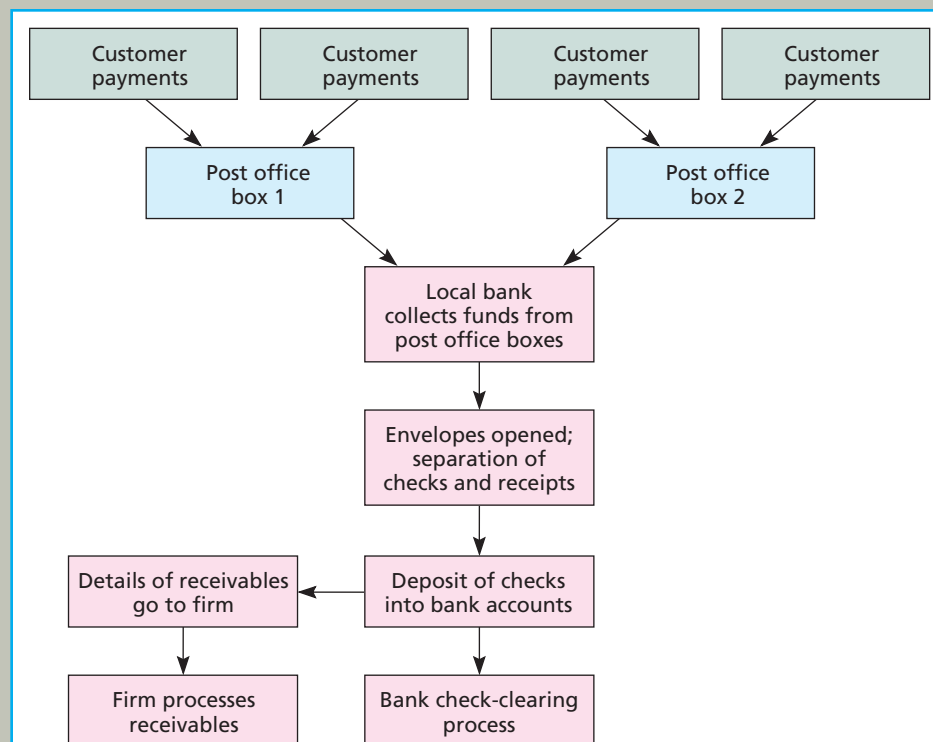 Customer
payments
Customer
payments
Customer
payments
Customer
payments
Post office
box 1
Post office
box 2
Local bank
collects funds from
post office boxes
Envelopes opened;
separation of
checks and receipts
Details of receivables
go to firm
Deposit of checks
into bank accounts
Firm processes
receivables
Bank check-clearing
process